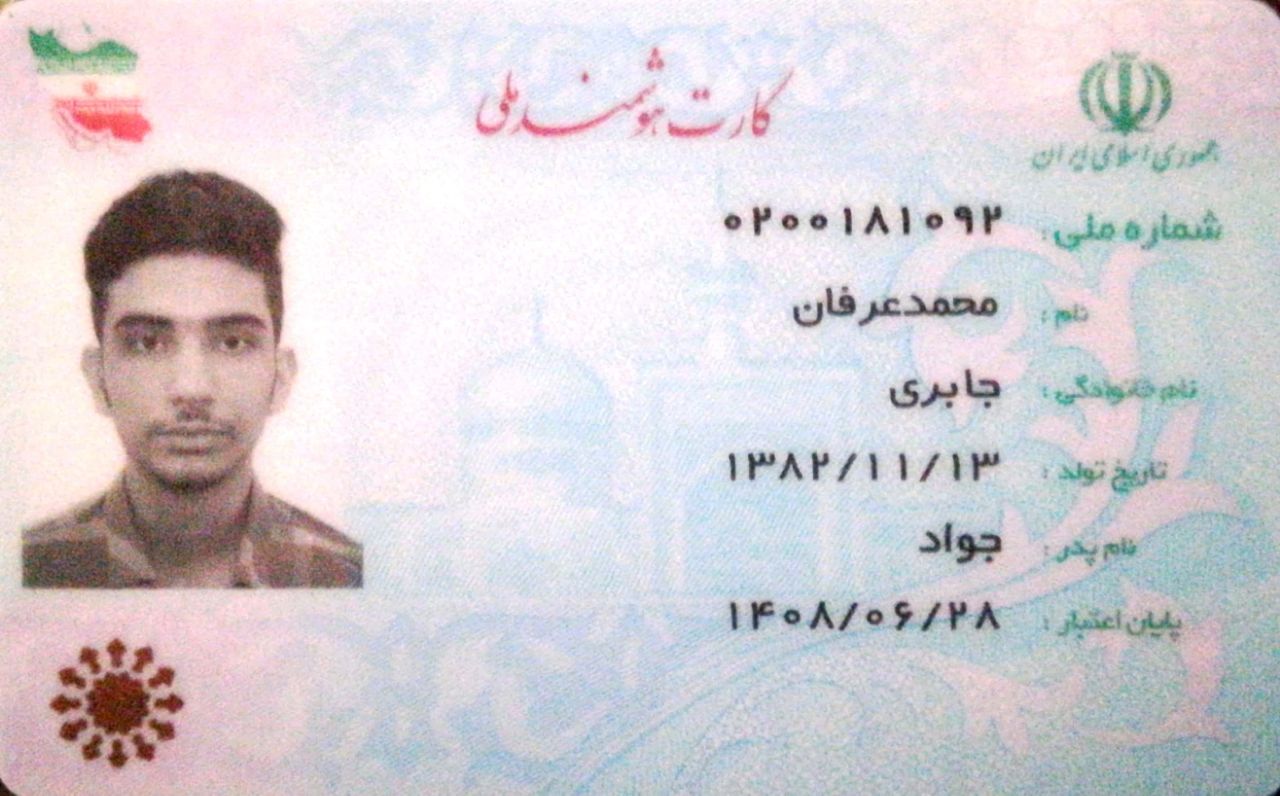 کارت هوشمند ملی
جمهوری اسلامی ایران
شماره ملی: ۰۲۰۰۱۸۱۰۹۲
نام: محمدعرفان
نام خانوادگی: جابری
تاریخ تولد: ۱۳۸۲/۱۱/۱۳
نام پدر: جواد
پایان اعتبار: ۱۴۰۸/۰۶/۲۸